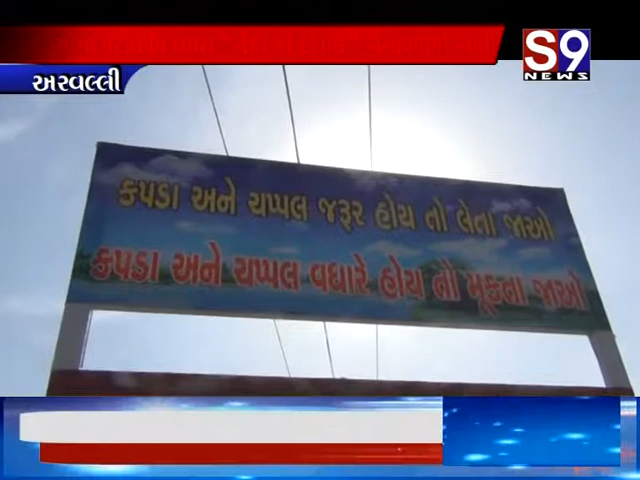 S9
NEWS
અરવલ્લી
કપડા અને ચપ્પલ જરૂર હોય તો લેતા જાઓ
કપડા અને ચપ્પલ વધારે હોય તો મૂકતા જાઓ